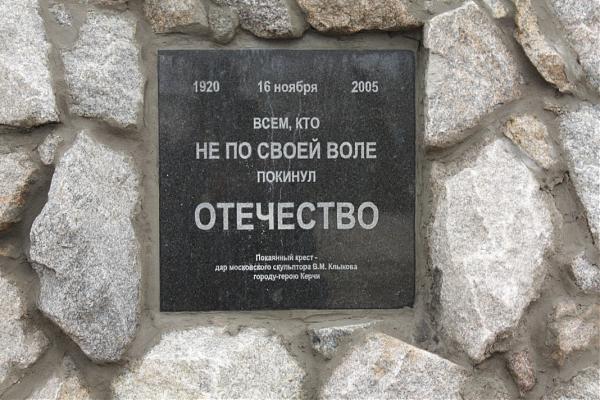 1920 16 ноября 2005
ВСЕМ, КТО
НЕ ПО СВОЕЙ ВОЛЕ
ПОКИНУЛ
ОТЕЧЕСТВО
Покаянный крест -
дар московского скульптора В.М. Клыкова
городу-герою Керчи